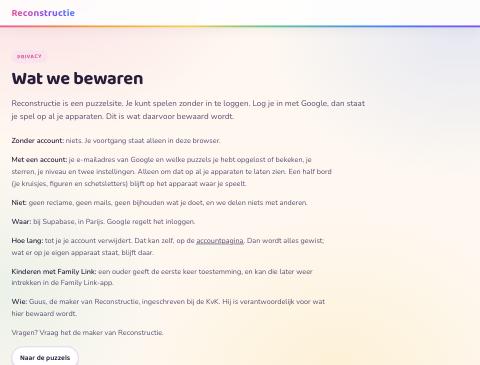 Reconstructie
PRIVACY
Wat we bewaren
Reconstructie is een puzzelsite. Je kunt spelen zonder in te loggen. Log je in met Google, dan staat
je spel op al je apparaten. Dit is wat daarvoor bewaard wordt.
Zonder account: niets. Je voortgang staat alleen in deze browser.
Met een account: je e-mailadres van Google en welke puzzels je hebt opgelost of bekeken, je
sterren, je niveau en twee instellingen. Alleen om dat op al je apparaten te laten zien. Een half bord
(je kruisjes, figuren en schetsletters) blijft op het apparaat waar je speelt.
Niet: geen reclame, geen mails, geen bijhouden wat je doet, en we delen niets met anderen.
Waar: bij Supabase, in Parijs. Google regelt het inloggen.
Hoe lang: tot je je account verwijdert. Dat kan zelf, op de accountpagina. Dan wordt alles gewist;
wat er op je eigen apparaat staat, blijft daar.
Kinderen met Family Link: een ouder geeft de eerste keer toestemming, en kan die later weer
intrekken in de Family Link-app.
Wie: Guus, de maker van Reconstructie, ingeschreven bij de KvK. Hij is verantwoordelijk voor wat
hier bewaard wordt.
Vragen? Vraag het de maker van Reconstructie.
Naar de puzzels